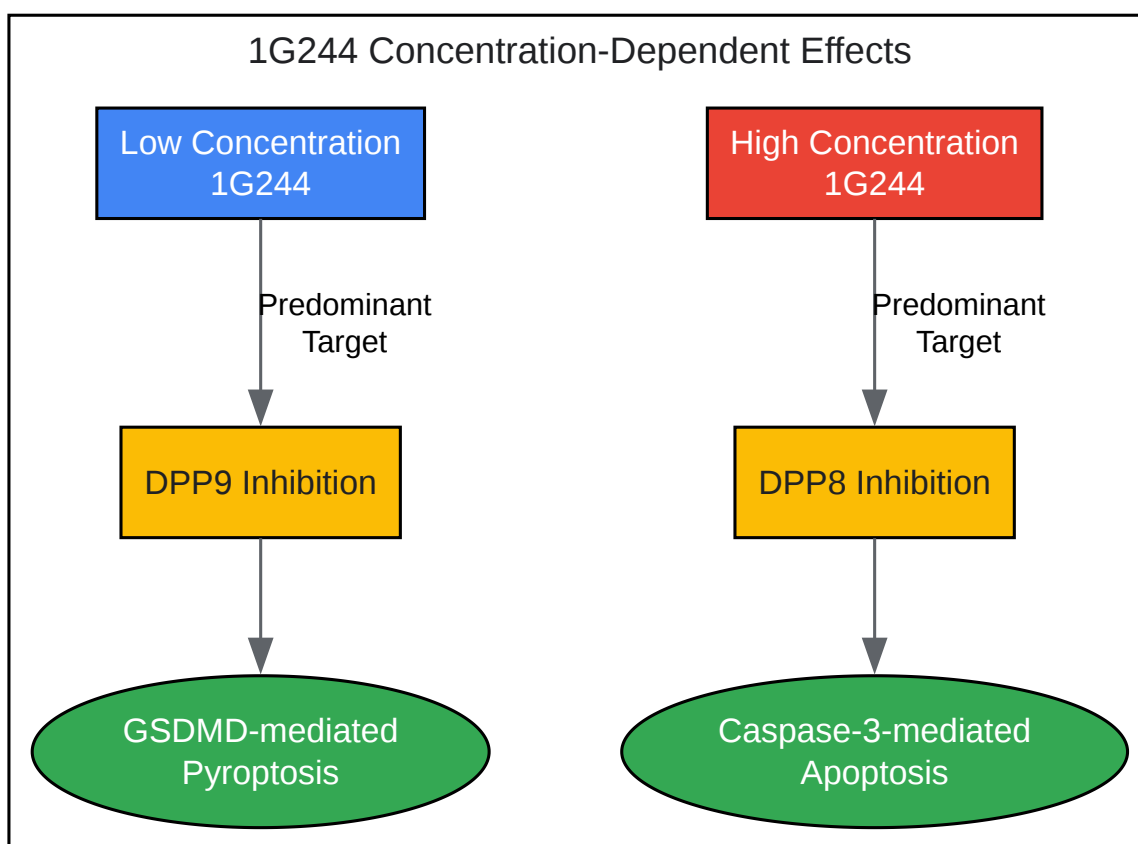 1G244 Concentration-Dependent Effects
Low Concentration
1G244
High Concentration
1G244
Predominant
Target
Predominant
Target
DPP9 Inhibition
DPP8 Inhibition
GSDMD-mediated
Pyroptosis
Caspase-3-mediated
Apoptosis